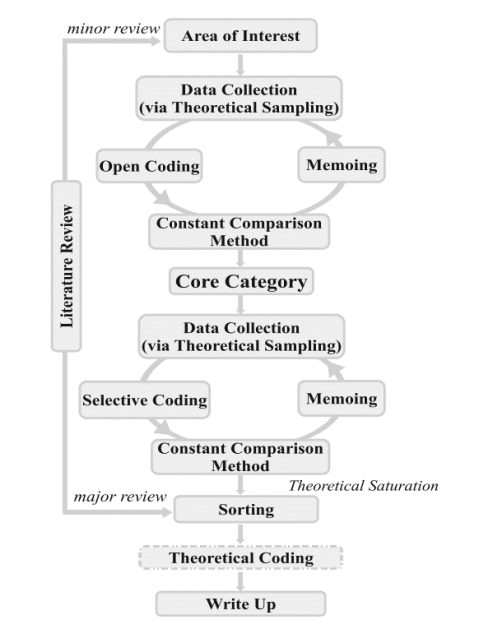 minor review
Area of Interest
Data Collection
(via Theoretical Sampling)
Open Coding
Memoing
Constant Comparison
Method
Literature Review
Core Category
Data Collection
(via Theoretical Sampling)
Selective Coding
Memoing
Constant Comparison
Method
Theoretical Saturation
major review
Sorting
Theoretical Coding
Write Up